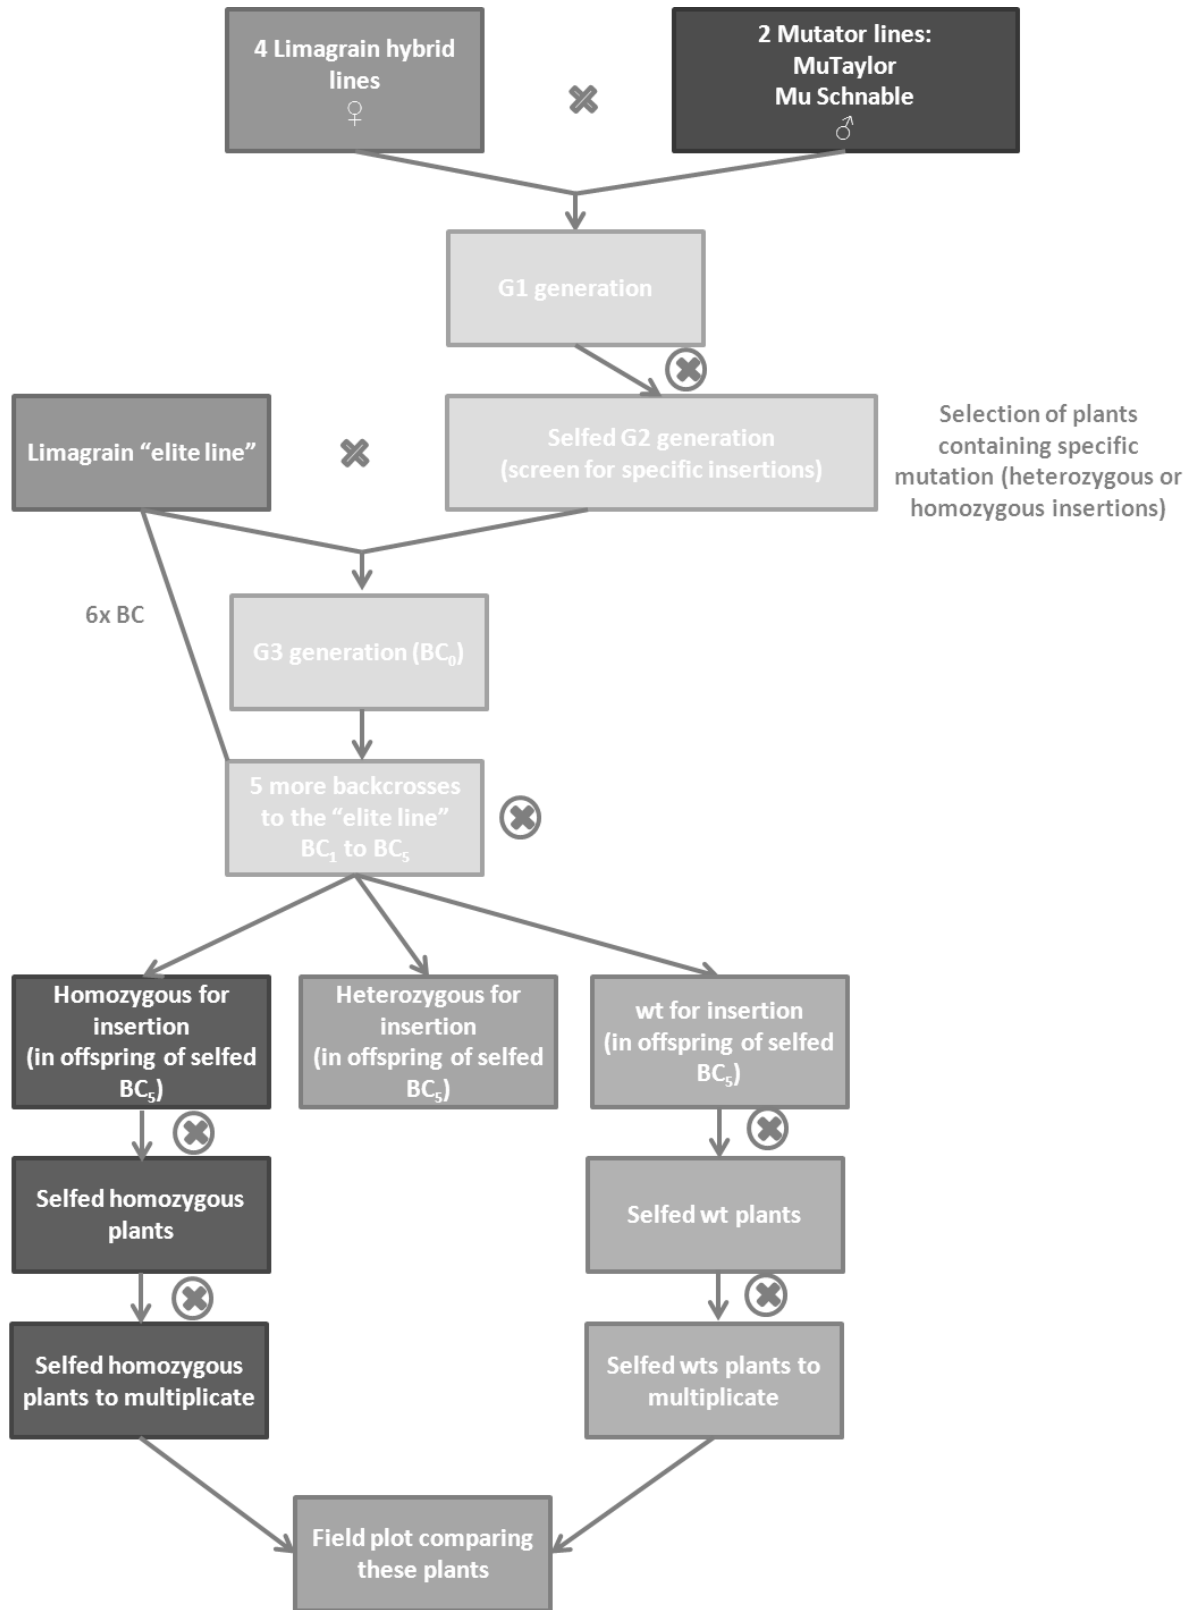 4 Limagrain hybrid
lines
♀
2 Mutator lines:
MuTaylor
Mu Schnable
♂
G1 generation
Limagrain “elite line”
Selfed G2 generation
(screen for specific insertions)
Selection of plants
containing specific
mutation (heterozygous or
homozygous insertions)
6x BC
G3 generation (BC₀)
5 more backcrosses
to the “elite line”
BC₁ to BC₅
Homozygous for
insertion
(in offspring of selfed
BC₅)
Heterozygous for
insertion
(in offspring of selfed
BC₅)
wt for insertion
(in offspring of selfed
BC₅)
Selfed homozygous
plants
Selfed wt plants
Selfed homozygous
plants to multiplicate
Selfed wts plants to
multiplicate
Field plot comparing
these plants